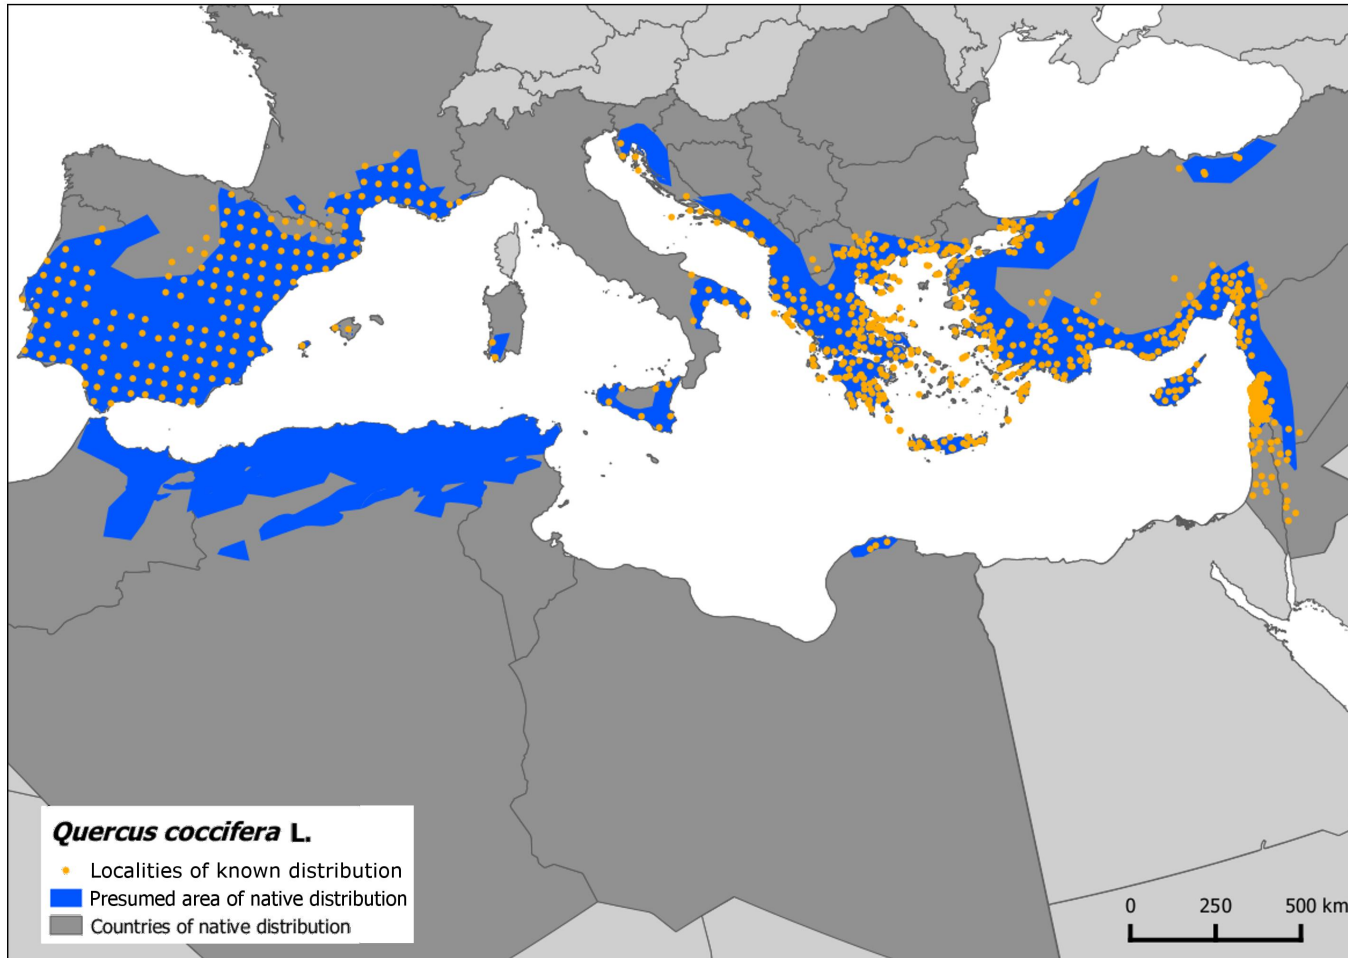 Quercus coccifera L.
Localities of known distribution
Presumed area of native distribution
Countries of native distribution
0 250 500 km